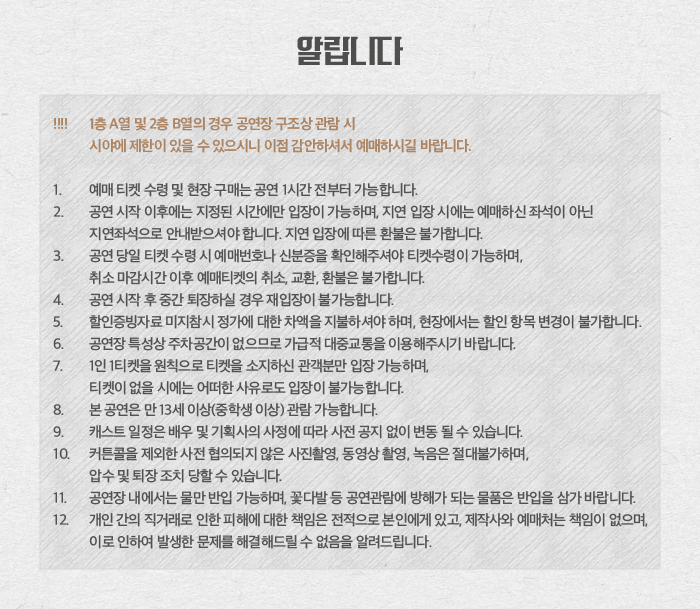 알립니다
!!!! 1층 A열 및 2층 B열의 경우 공연장 구조상 관람 시
시야에 제한이 있을 수 있으시니 이점 감안하셔서 예매하시길 바랍니다.
1. 예매 티켓 수령 및 현장 구매는 공연 1시간 전부터 가능합니다.
2. 공연 시작 이후에는 지정된 시간에만 입장이 가능하며, 지연 입장 시에는 예매하신 좌석이 아닌
지연좌석으로 안내받으셔야 합니다. 지연 입장에 따른 환불은 불가합니다.
3. 공연 당일 티켓 수령 시 예매번호나 신분증을 확인해주셔야 티켓수령이 가능하며,
취소 마감시간 이후 예매티켓의 취소, 교환, 환불은 불가합니다.
4. 공연 시작 후 중간 퇴장하실 경우 재입장이 불가능합니다.
5. 할인증빙자료 미지참시 정가에 대한 차액을 지불하셔야 하며, 현장에서는 할인 항목 변경이 불가합니다.
6. 공연장 특성상 주차공간이 없으므로 가급적 대중교통을 이용해주시기 바랍니다.
7. 1인 1티켓을 원칙으로 티켓을 소지하신 관객분만 입장 가능하며,
티켓이 없을 시에는 어떠한 사유로도 입장이 불가능합니다.
8. 본 공연은 만 13세 이상(중학생 이상) 관람 가능합니다.
9. 캐스트 일정은 배우 및 기획사의 사정에 따라 사전 공지 없이 변동 될 수 있습니다.
10. 커튼콜을 제외한 사전 협의되지 않은 사진촬영, 동영상 촬영, 녹음은 절대불가하며,
압수 및 퇴장 조치 당할 수 있습니다.
11. 공연장 내에서는 물만 반입 가능하며, 꽃다발 등 공연관람에 방해가 되는 물품은 반입을 삼가 바랍니다.
12. 개인 간의 직거래로 인한 피해에 대한 책임은 전적으로 본인에게 있고, 제작사와 예매처는 책임이 없으며,
이로 인하여 발생한 문제를 해결해드릴 수 없음을 알려드립니다.